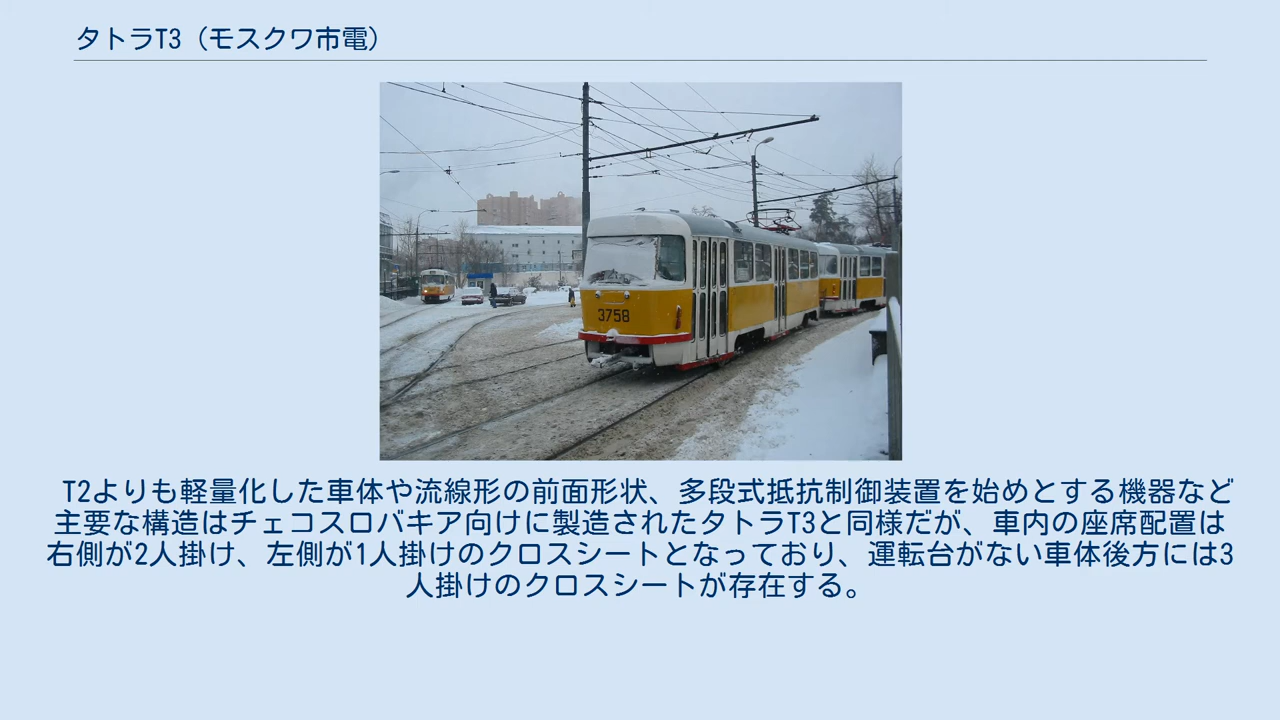 タトラT3（モスクワ市電）
3758
T2よりも軽量化した車体や流線形の前面形状、多段式抵抗制御装置を始めとする機器など
主要な構造はチェコスロバキア向けに製造されたタトラT3と同様だが、車内の座席配置は
右側が2人掛け、左側が1人掛けのクロスシートとなっており、運転台がない車体後方には3
人掛けのクロスシートが存在する。